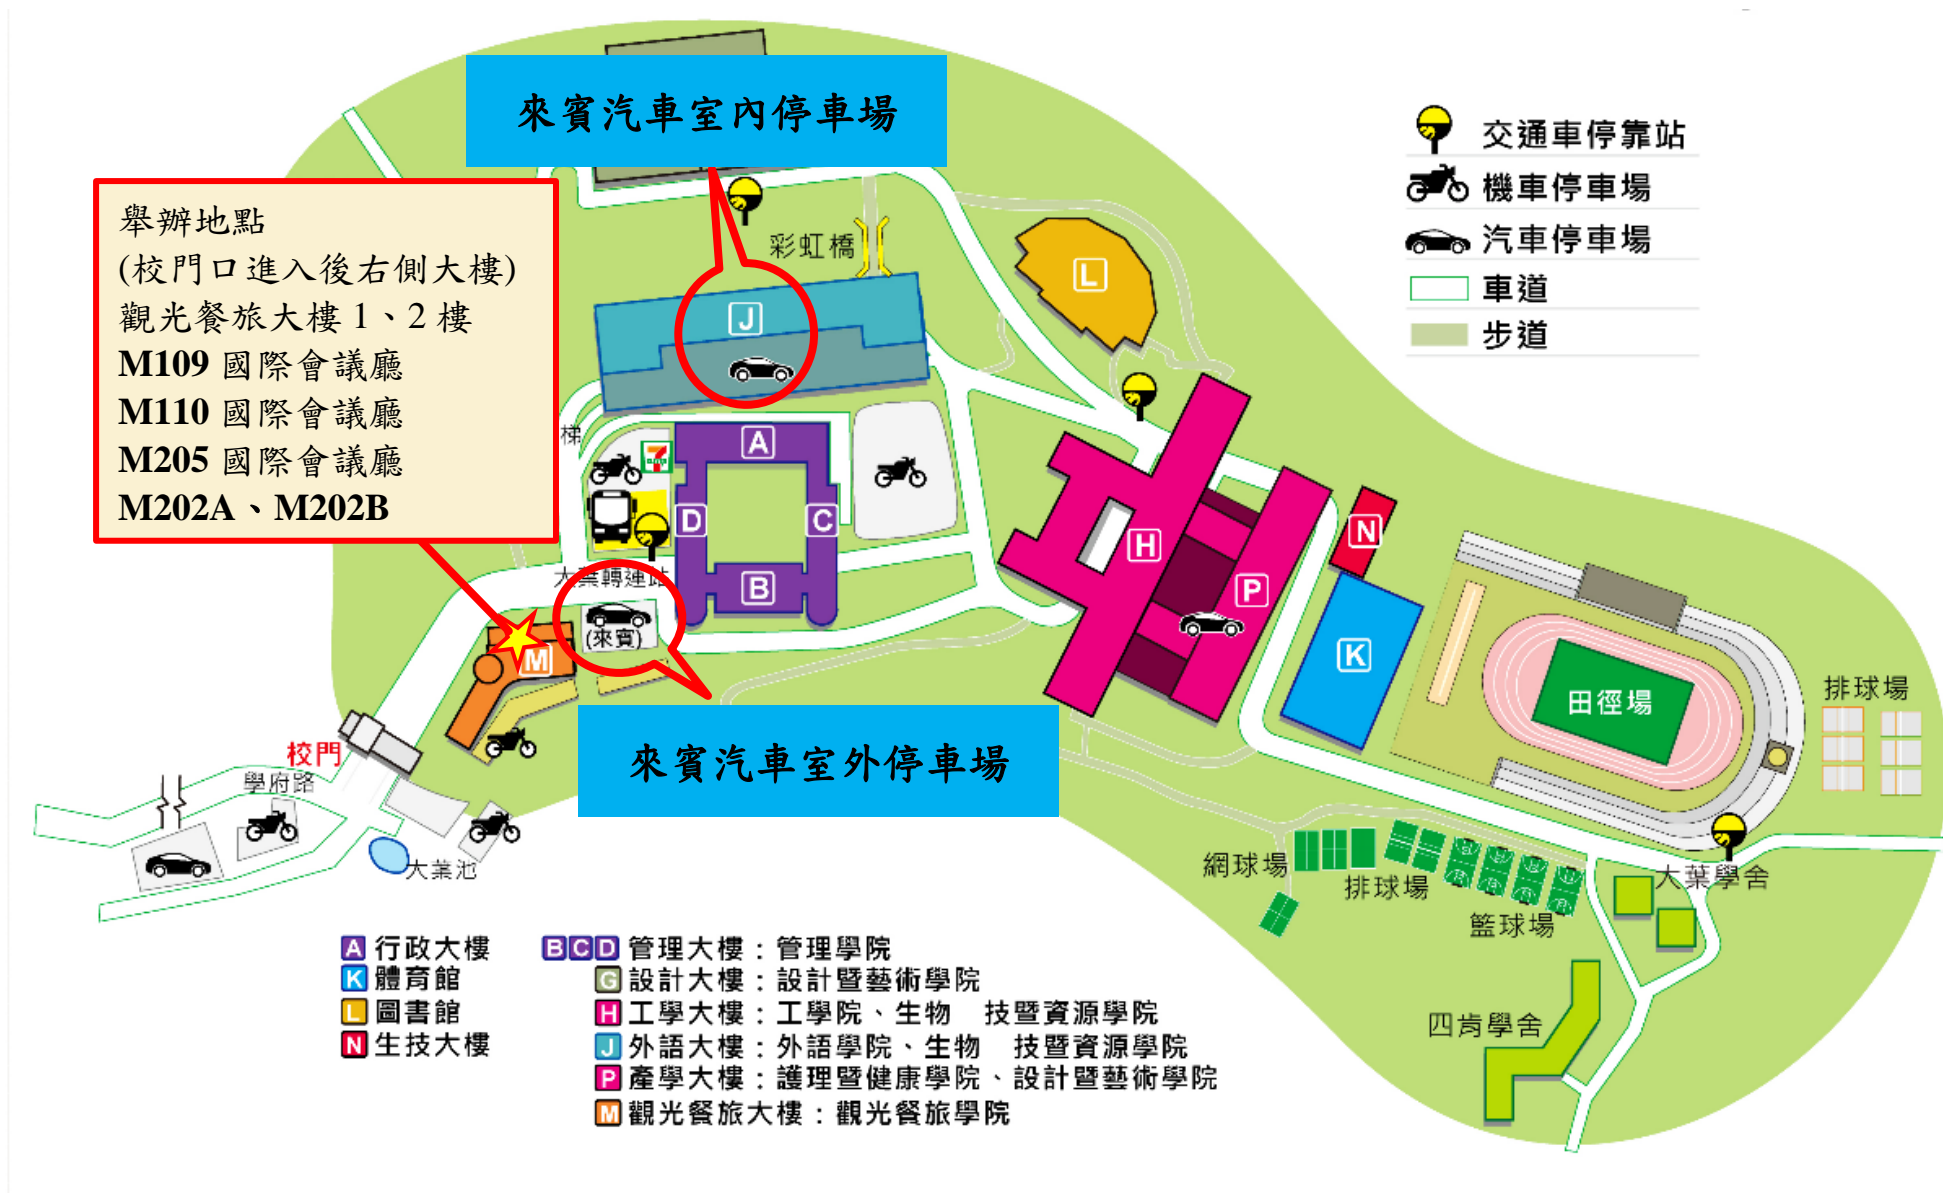 來賓汽車室內停車場
交通車停靠站
機車停車場
汽車停車場
車道
步道
舉辦地點
(校門口進入後右側大樓)
觀光餐旅大樓 1、2 樓
M109 國際會議廳
M110 國際會議廳
M205 國際會議廳
M202A、M202B
彩虹橋
L
J
梯
A
7
D
C
B
大葉轉運站
(來賓)
M
H
P
N
K
田徑場
排球場
來賓汽車室外停車場
校門
學府路
大葉池
網球場
排球場
籃球場
大葉學舍
四肯學舍
A 行政大樓
K 體育館
L 圖書館
N 生技大樓
BCD 管理大樓：管理學院
G 設計大樓：設計暨藝術學院
H 工學大樓：工學院、生物 技暨資源學院
J 外語大樓：外語學院、生物 技暨資源學院
P 產學大樓：護理暨健康學院、設計暨藝術學院
M 觀光餐旅大樓：觀光餐旅學院